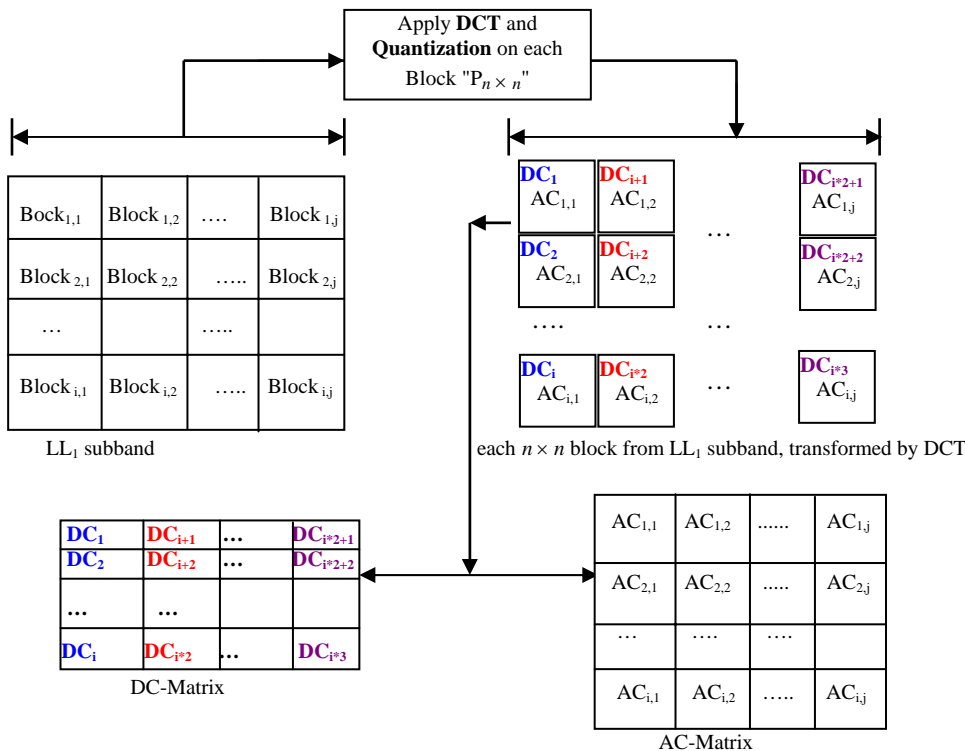 Apply DCT and
Quantization on each
Block "Pn × n"
Bock1,1 Block 1,2 …. Block 1,j
Block 2,1 Block 2,2 ….. Block 2,j
… …..
Block i,1 Block i,2 ….. Block i,j
LL1 subband
DC1 DCi+1 DCi*2+1
AC1,1 AC1,2 … AC1,j
DC2 DCi+2 DCi*2+2
AC2,1 AC2,2 AC2,j
…. …
DCi DCi*2 DCi*3
ACi,1 ACi,2 … ACi,j
each n × n block from LL1 subband, transformed by DCT
DC1 DCi+1 ... DCi*2+1
DC2 DCi+2 ... DCi*2+2
... ...
DCi DCi*2 ... DCi*3
DC-Matrix
AC1,1 AC1,2 ...... AC1,j
AC2,1 AC2,2 ..... AC2,j
… …. ….
ACi,1 ACi,2 ….. ACi,j
AC-Matrix